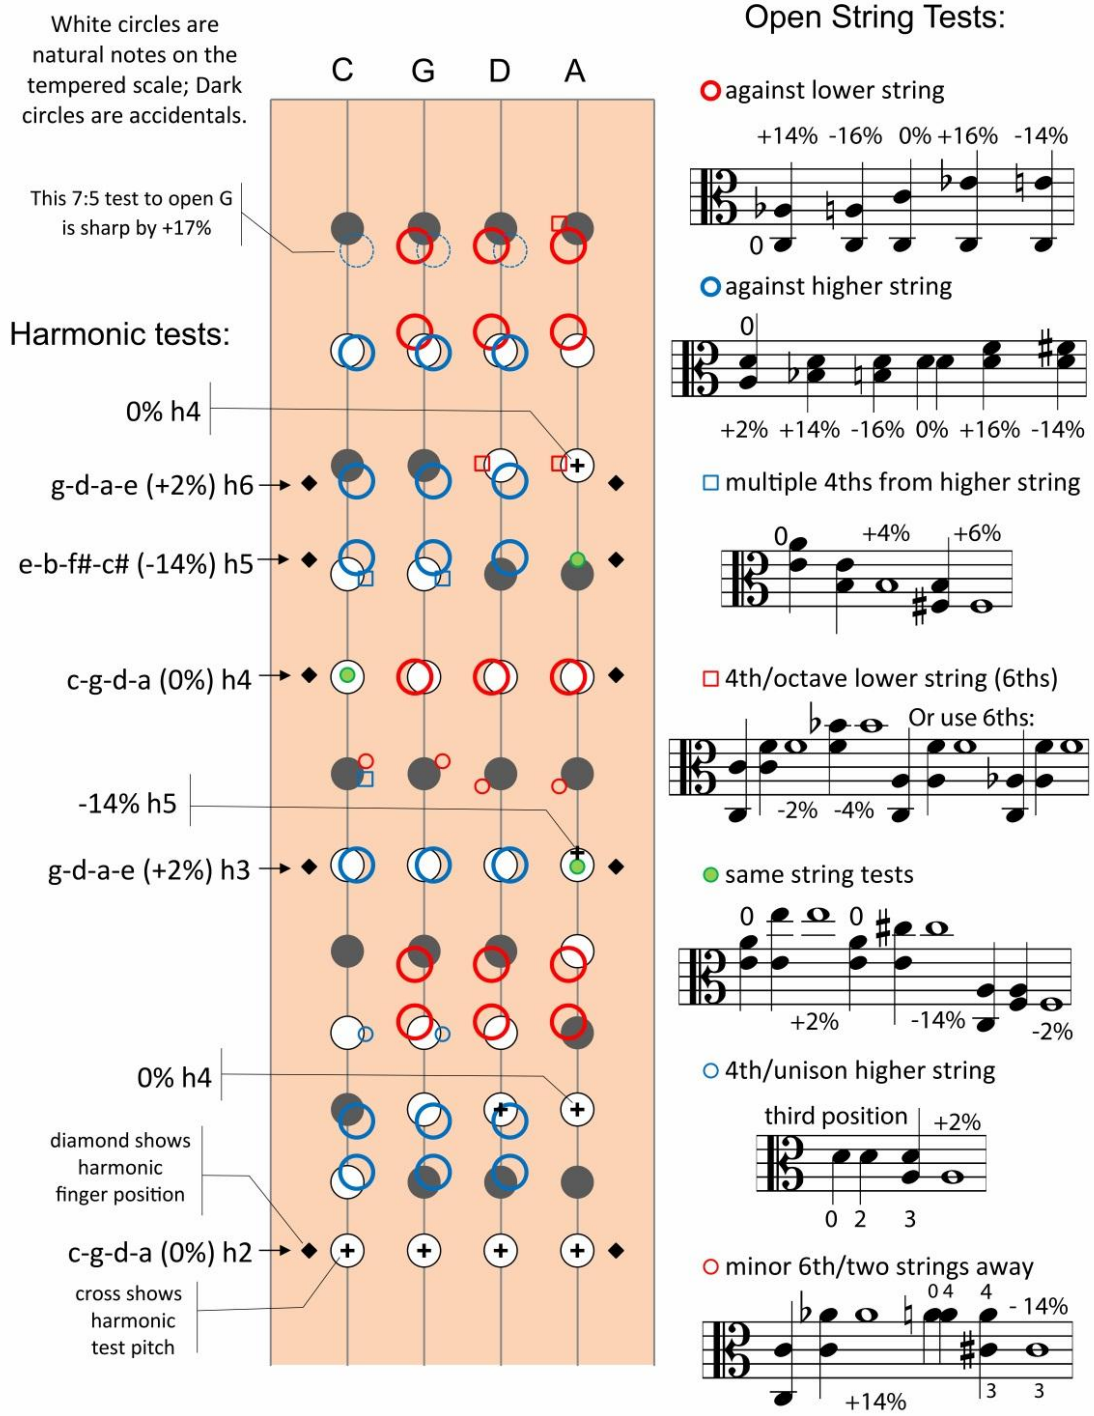 White circles are
natural notes on the
tempered scale; Dark
circles are accidentals.
C G D A
This 7:5 test to open G
is sharp by +17%
Harmonic tests:
0% h4
g-d-a-e (+2%) h6
e-b-f#-c# (-14%) h5
c-g-d-a (0%) h4
-14% h5
g-d-a-e (+2%) h3
0% h4
diamond shows
harmonic
finger position
c-g-d-a (0%) h2
cross shows
harmonic
test pitch
Open String Tests:
against lower string
+14% -16% 0% +16% -14%
0
against higher string
0
+2% +14% -16% 0% +16% -14%
multiple 4ths from higher string
0 +4% +6%
4th/octave lower string (6ths)
Or use 6ths:
-2% -4%
same string tests
0 0
+2% -14% -2%
4th/unison higher string
third position +2%
0 2 3
minor 6th/two strings away
0 4 4
- 14%
+14% 3 3